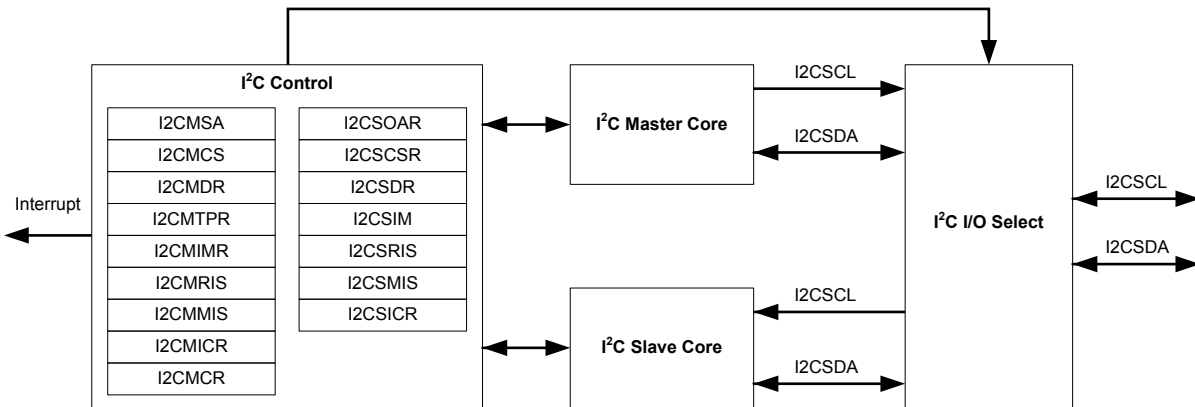 I²C Control
I2CMSA
I2CMCS
I2CMDR
I2CMTPR
I2CMIMR
I2CMRIS
I2CMMIS
I2CMICR
I2CMCR
I2CSOAR
I2CSCSR
I2CSDR
I2CSIM
I2CSRIS
I2CSMIS
I2CSICR
Interrupt
I²C Master Core
I2CSCL
I2CSDA
I²C Slave Core
I2CSCL
I2CSDA
I²C I/O Select
I2CSCL
I2CSDA